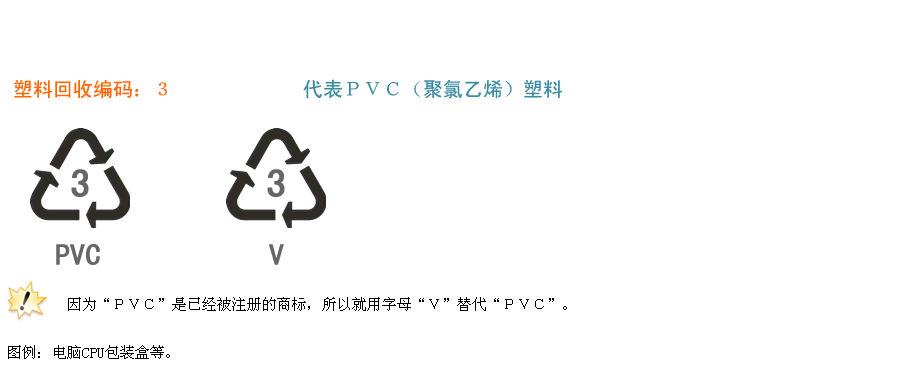 塑料回收编码：３ 代表ＰＶＣ（聚氯乙烯）塑料
3 3
PVC V
因为“ＰＶＣ”是已经被注册的商标，所以就用字母“Ｖ”替代“ＰＶＣ”。
图例：电脑CPU包装盒等。